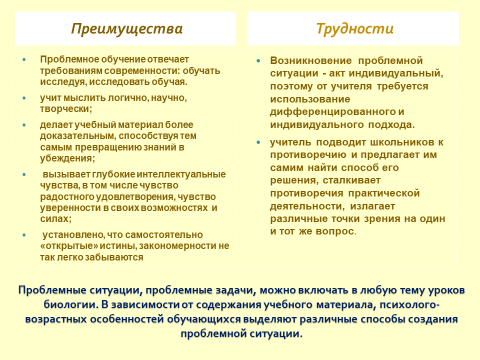 Преимущества
Проблемное обучение отвечает
требованиям современности: обучать
исследуя, исследовать обучая.
учит мыслить логично, научно,
творчески;
делает учебный материал более
доказательным, способствуя тем
самым превращению знаний в
убеждения;
вызывает глубокие интеллектуальные
чувства, в том числе чувство
радостного удовлетворения, чувство
уверенности в своих возможностях и
силах;
установлено, что самостоятельно
«открытые» истины, закономерности не
так легко забываются
Трудности
Возникновение проблемной
ситуации - акт индивидуальный,
поэтому от учителя требуется
использование
дифференцированного и
индивидуального подхода.
учитель подводит школьников к
противоречию и предлагает им
самим найти способ его
решения, сталкивает
противоречия практической
деятельности, излагает
различные точки зрения на один
и тот же вопрос.
Проблемные ситуации, проблемные задачи, можно включать в любую тему уроков
биологии. В зависимости от содержания учебного материала, психолого-
возрастных особенностей обучающихся выделяют различные способы создания
проблемной ситуации.